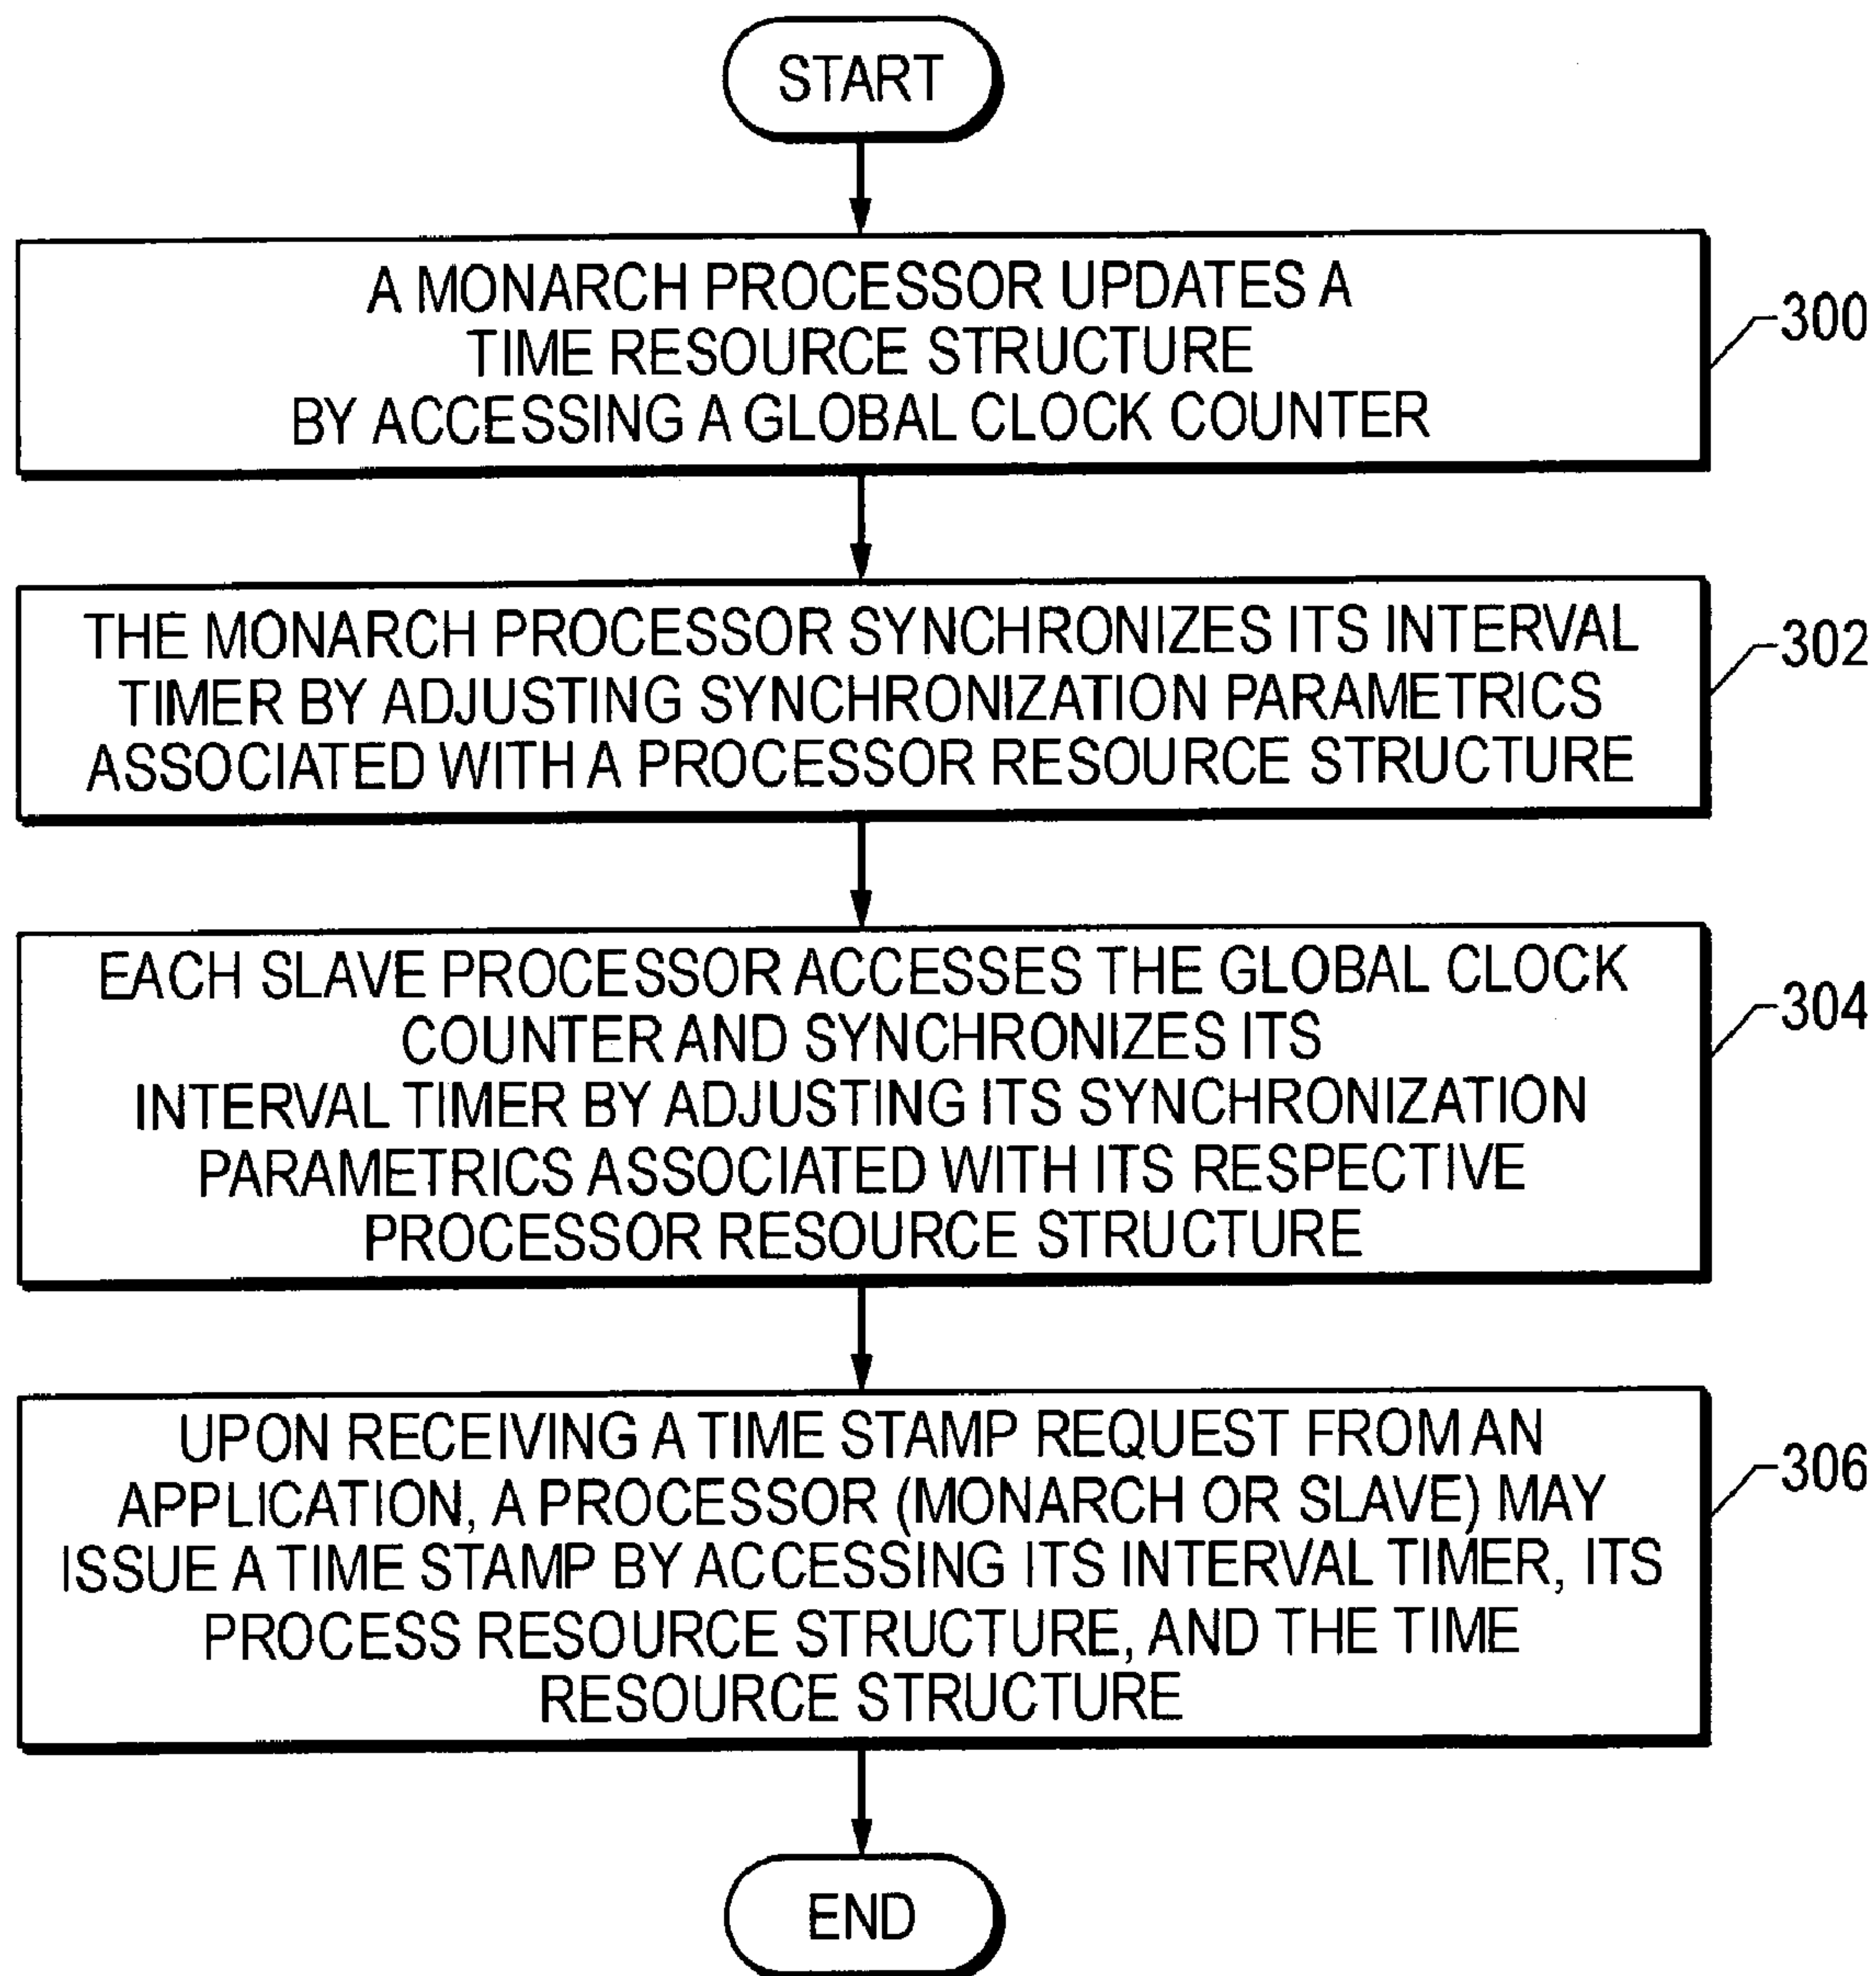 START
A MONARCH PROCESSOR UPDATES A
TIME RESOURCE STRUCTURE
BY ACCESSING A GLOBAL CLOCK COUNTER
300
THE MONARCH PROCESSOR SYNCHRONIZES ITS INTERVAL
TIMER BY ADJUSTING SYNCHRONIZATION PARAMETRICS
ASSOCIATED WITH A PROCESSOR RESOURCE STRUCTURE
302
EACH SLAVE PROCESSOR ACCESSES THE GLOBAL CLOCK
COUNTER AND SYNCHRONIZES ITS
INTERVAL TIMER BY ADJUSTING ITS SYNCHRONIZATION
PARAMETRICS ASSOCIATED WITH ITS RESPECTIVE
PROCESSOR RESOURCE STRUCTURE
304
UPON RECEIVING A TIME STAMP REQUEST FROM AN
APPLICATION, A PROCESSOR (MONARCH OR SLAVE) MAY
ISSUE A TIME STAMP BY ACCESSING ITS INTERVAL TIMER, ITS
PROCESS RESOURCE STRUCTURE, AND THE TIME
RESOURCE STRUCTURE
306
END